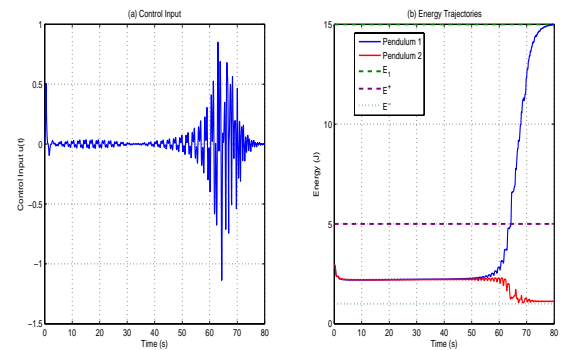 (a) Control Input
1
0.5
0
−0.5
−1
−1.5
0 10 20 30 40 50 60 70 80
Time (s)
Control Input u(t)
(b) Energy Trajectories
15
10
5
0
0 10 20 30 40 50 60 70 80
Time (s)
Energy (J)
Pendulum 1
Pendulum 2
E1
E+
E−